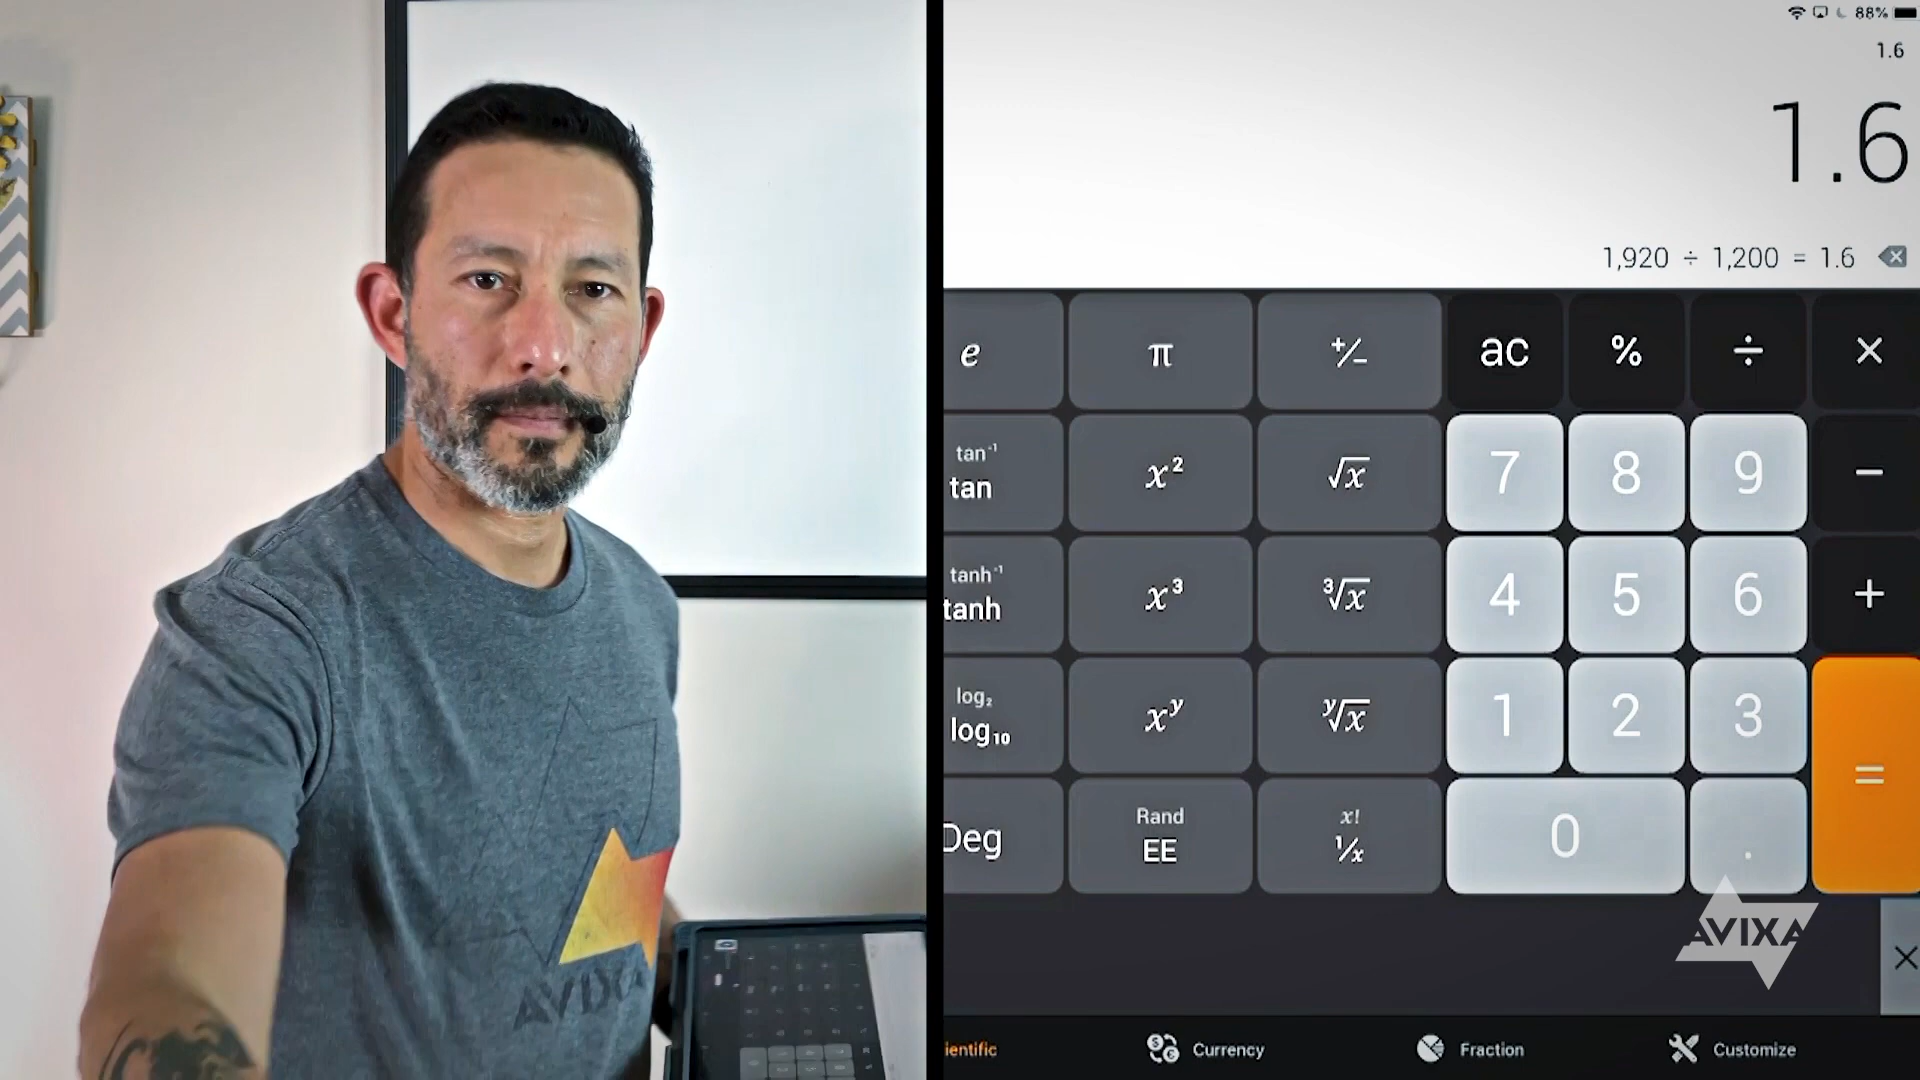 88%
1.6
1.6
1,920 ÷ 1,200 = 1.6
e π +/− ac % ÷ ×
tan⁻¹
tan x² √x 7 8 9 −
tanh⁻¹
tanh x³ ³√x 4 5 6 +
log₂
log₁₀ xʸ ʸ√x 1 2 3 =
Rand x!
Deg EE 1/x 0 .
AVIXA
AVIXA
×
ientific Currency Fraction Customize